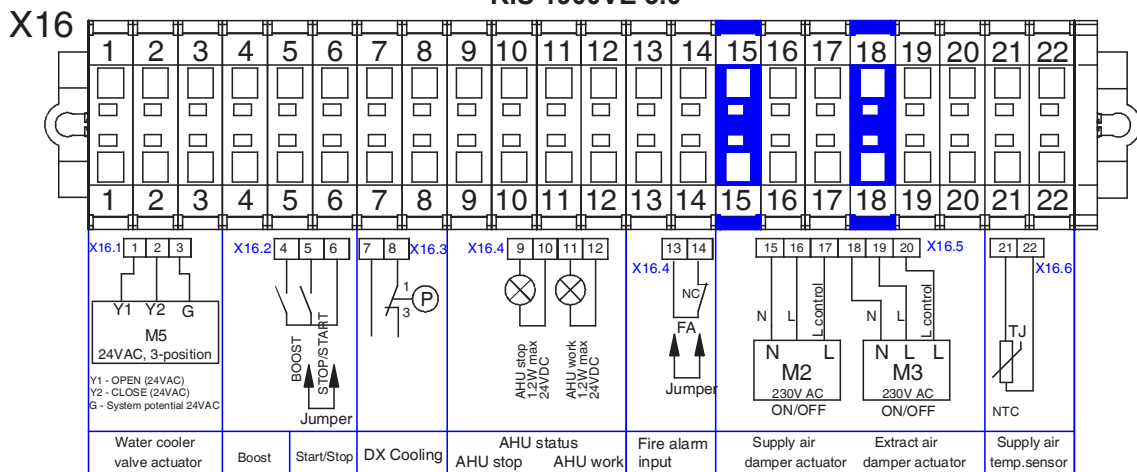 X16
1 2 3 4 5 6 7 8 9 10 11 12 13 14 15 16 17 18 19 20 21 22
1 2 3 4 5 6 7 8 9 10 11 12 13 14 15 16 17 18 19 20 21 22
X16.1 1 2 3
X16.2 4 5 6
7 8 X16.3
X16.4 9 10 11 12
X16.4 13 14
15 16 17 18 19 20 X16.5
21 22 X16.6
Y1 Y2 G
M5
24VAC, 3-position
Y1 - OPEN (24VAC)
Y2 - CLOSE (24VAC)
G - System potential 24VAC
BOOST
STOP/START
Jumper
1
3
P
AHU stop
1.2W max
24VDC
AHU work
1.2W max
24VDC
NC
FA
Jumper
N L L control
N L
M2
230V AC
ON/OFF
N L L control
N L L
M3
230V AC
ON/OFF
TJ
NTC
Water cooler
valve actuator
Boost
Start/Stop
DX Cooling
AHU status
AHU stop AHU work
Fire alarm
input
Supply air
damper actuator
Extract air
damper actuator
Supply air
temp.sensor